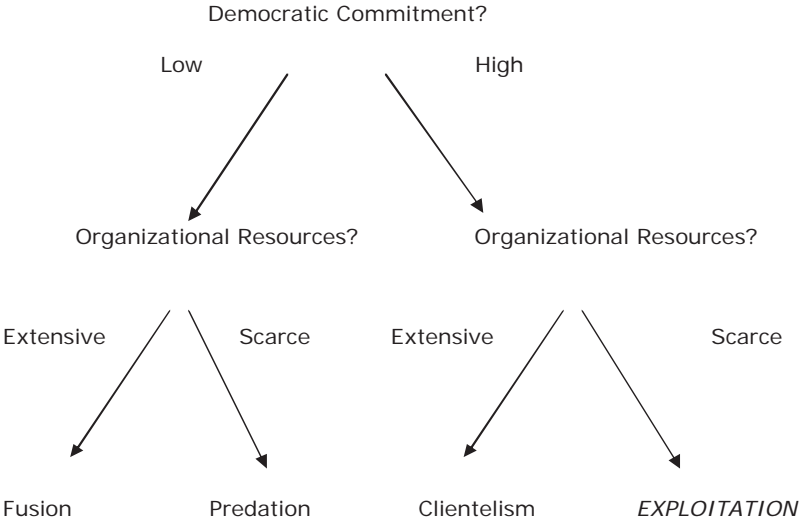 Democratic Commitment?
Low High
Organizational Resources? Organizational Resources?
Extensive Scarce Extensive Scarce
Fusion Predation Clientelism EXPLOITATION